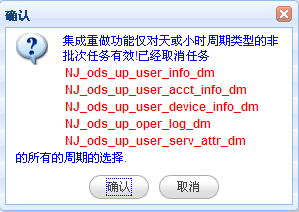 确认
集成重做功能仅对天或小时周期类型的非
批次任务有效!已经取消任务
NJ_ods_up_user_info_dm
NJ_ods_up_user_acct_info_dm
NJ_ods_up_user_device_info_dm
NJ_ods_up_oper_log_dm
NJ_ods_up_user_serv_attr_dm
的所有的周期的选择.
确认
取消